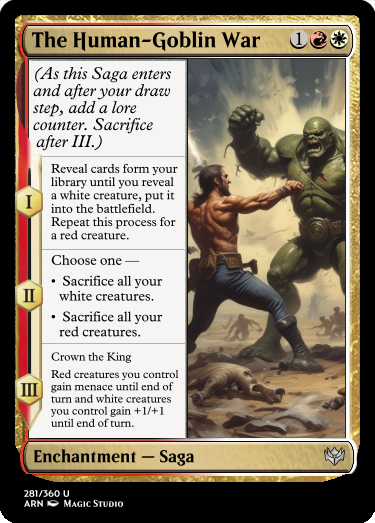 The Human-Goblin War 1
(As this Saga enters
and after your draw
step, add a lore
counter. Sacrifice
after III.)
I
Reveal cards form your
library until you reveal
a white creature, put it
into the battlefield.
Repeat this process for
a red creature.
II
Choose one —
• Sacrifice all your
white creatures.
• Sacrifice all your
red creatures.
III
Crown the King
Red creatures you control
gain menace until end of
turn and white creatures
you control gain +1/+1
until end of turn.
Enchantment — Saga
281/360 U
ARN Magic Studio